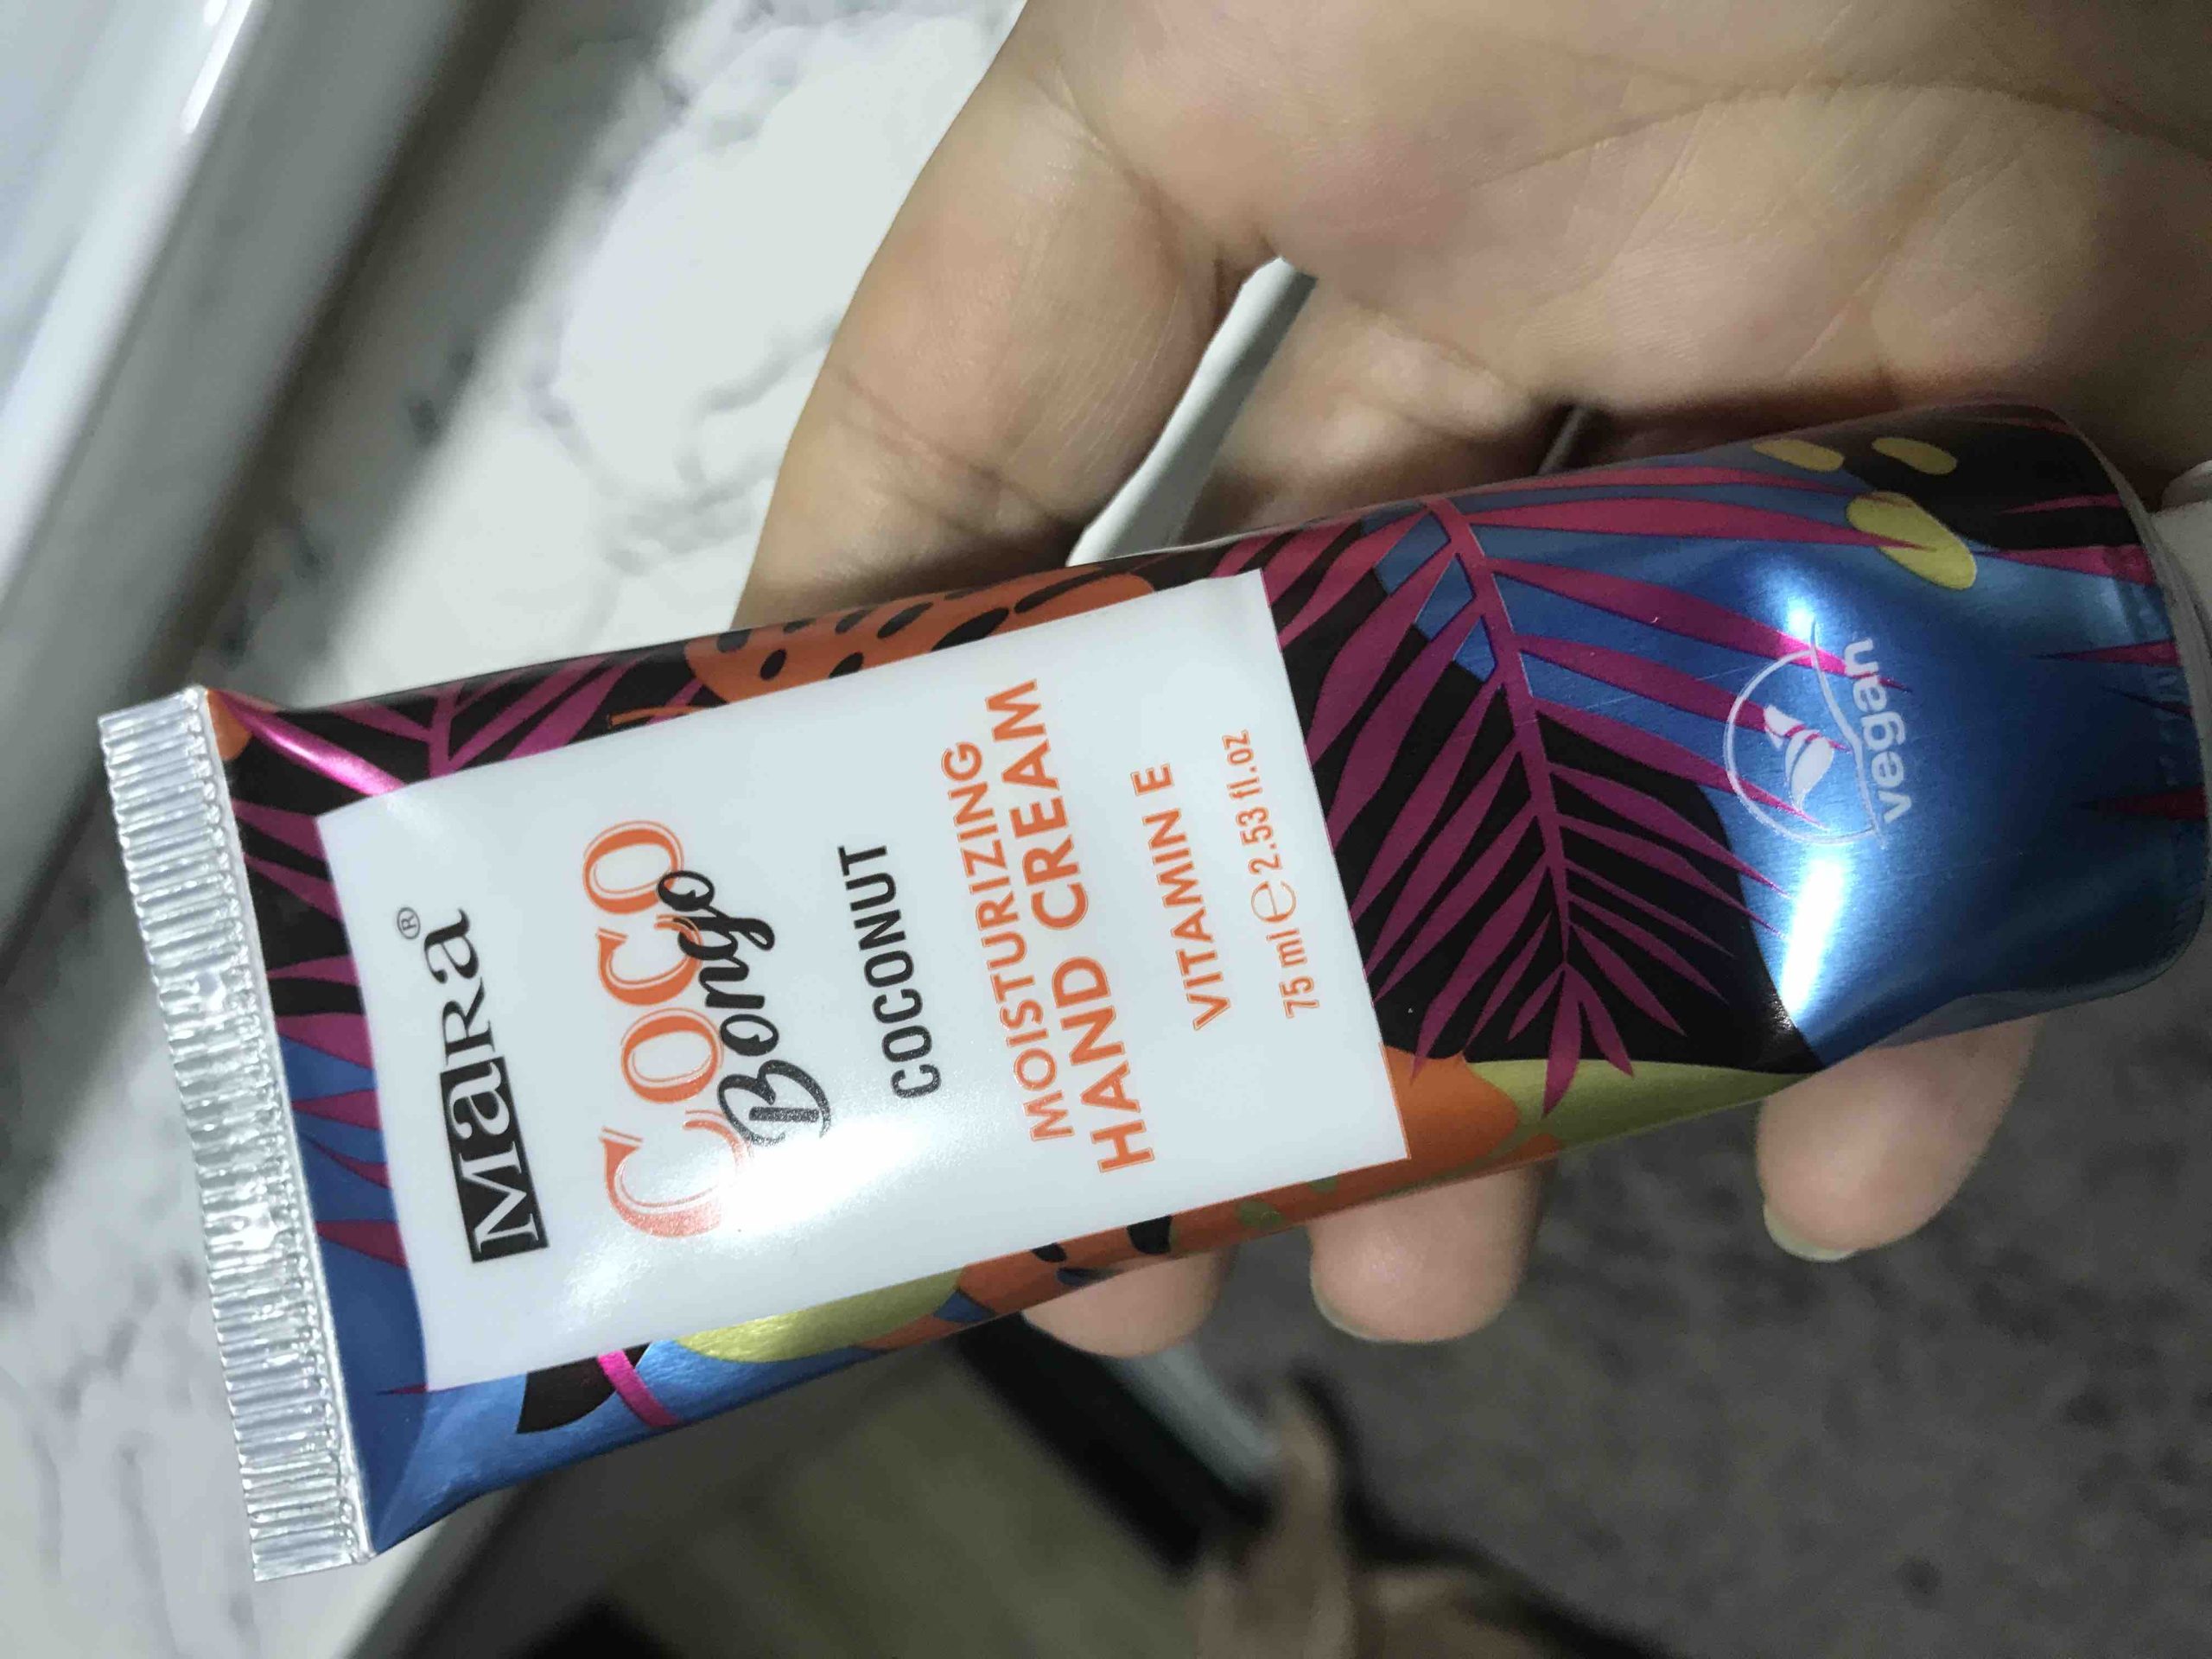 MaRa®
Coco
Bongo
COCONUT
MOISTURIZING
HAND CREAM
VITAMIN E
75 ml ℮ 2.53 fl.oz
vegan